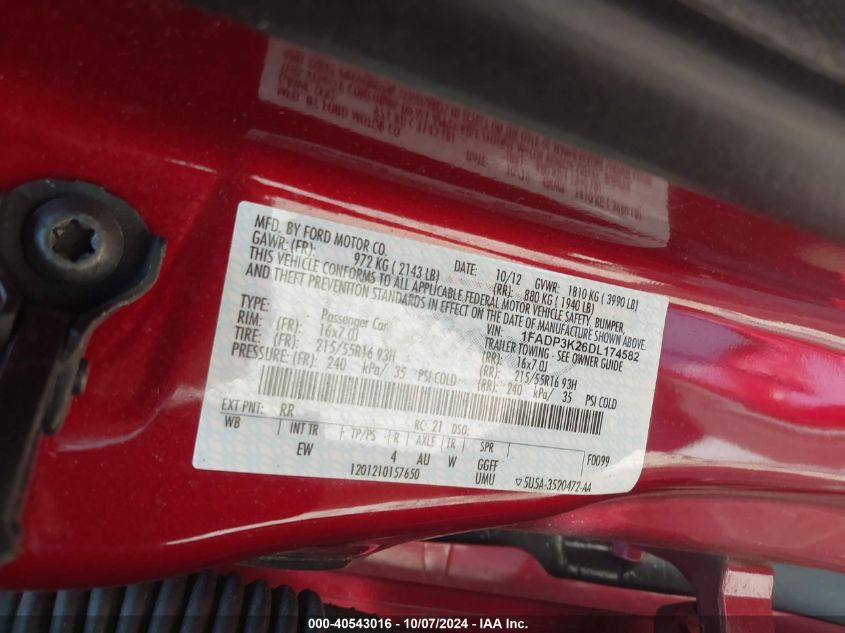 MFD. BY FORD MOTOR CO.
DATE: 10/12 GVWR: 1810 KG ( 3990 LB)
GAWR: (FR): 972 KG ( 2143 LB) (RR): 880 KG ( 1940 LB)
THIS VEHICLE CONFORMS TO ALL APPLICABLE FEDERAL MOTOR VEHICLE SAFETY, BUMPER,
AND THEFT PREVENTION STANDARDS IN EFFECT ON THE DATE OF MANUFACTURE SHOWN ABOVE.
VIN: 1FADP3K26DL174582
TYPE: Passenger Car TRAILER TOWING - SEE OWNER GUIDE
RIM: (FR): 16x7.0J (RR): 16x7.0J
TIRE: (FR): 215/55R16 93H (RR): 215/55R16 93H
PRESSURE: (FR): 240 kPa/ 35 PSI COLD (RR): 240 kPa/ 35 PSI COLD
EXT PNT: RR RC: 21 DSO:
WB INT TR TP/PS R AXLE TR SPR F0099
EW 4 AU W GGFF
1201210157650 UMU 5U5A-3520472-AA
000-40543016 - 10/07/2024 - IAA Inc.